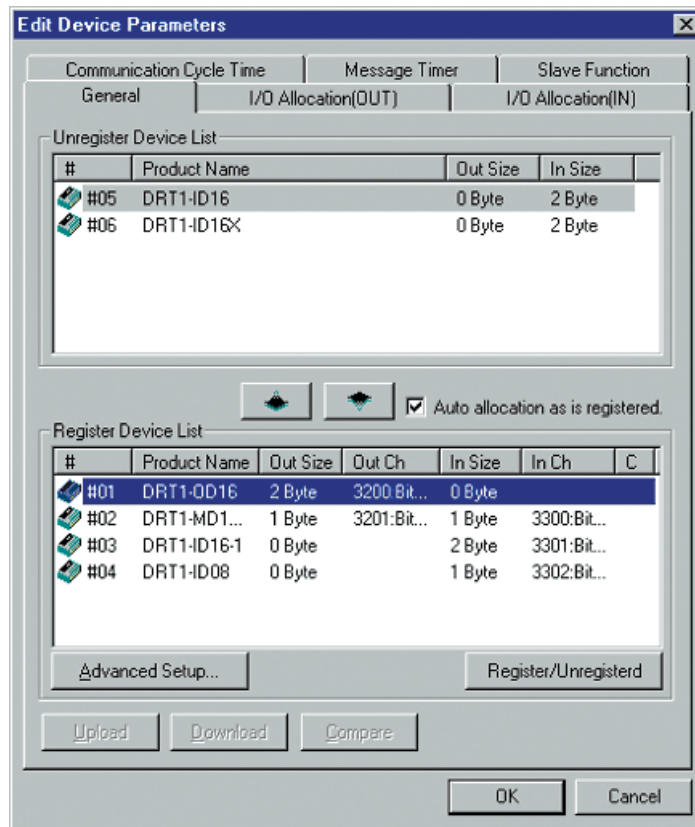 Edit Device Parameters
Communication Cycle Time Message Timer Slave Function
General I/O Allocation(OUT) I/O Allocation(IN)
Unregister Device List
# Product Name Out Size In Size
#05 DRT1-ID16 0 Byte 2 Byte
#06 DRT1-ID16X 0 Byte 2 Byte
Auto allocation as is registered.
Register Device List
# Product Name Out Size Out Ch In Size In Ch C
#01 DRT1-OD16 2 Byte 3200:Bit... 0 Byte
#02 DRT1-MD1... 1 Byte 3201:Bit... 1 Byte 3300:Bit...
#03 DRT1-ID16-1 0 Byte 2 Byte 3301:Bit...
#04 DRT1-ID08 0 Byte 1 Byte 3302:Bit...
Advanced Setup... Register/Unregisterd
Upload Download Compare
OK Cancel